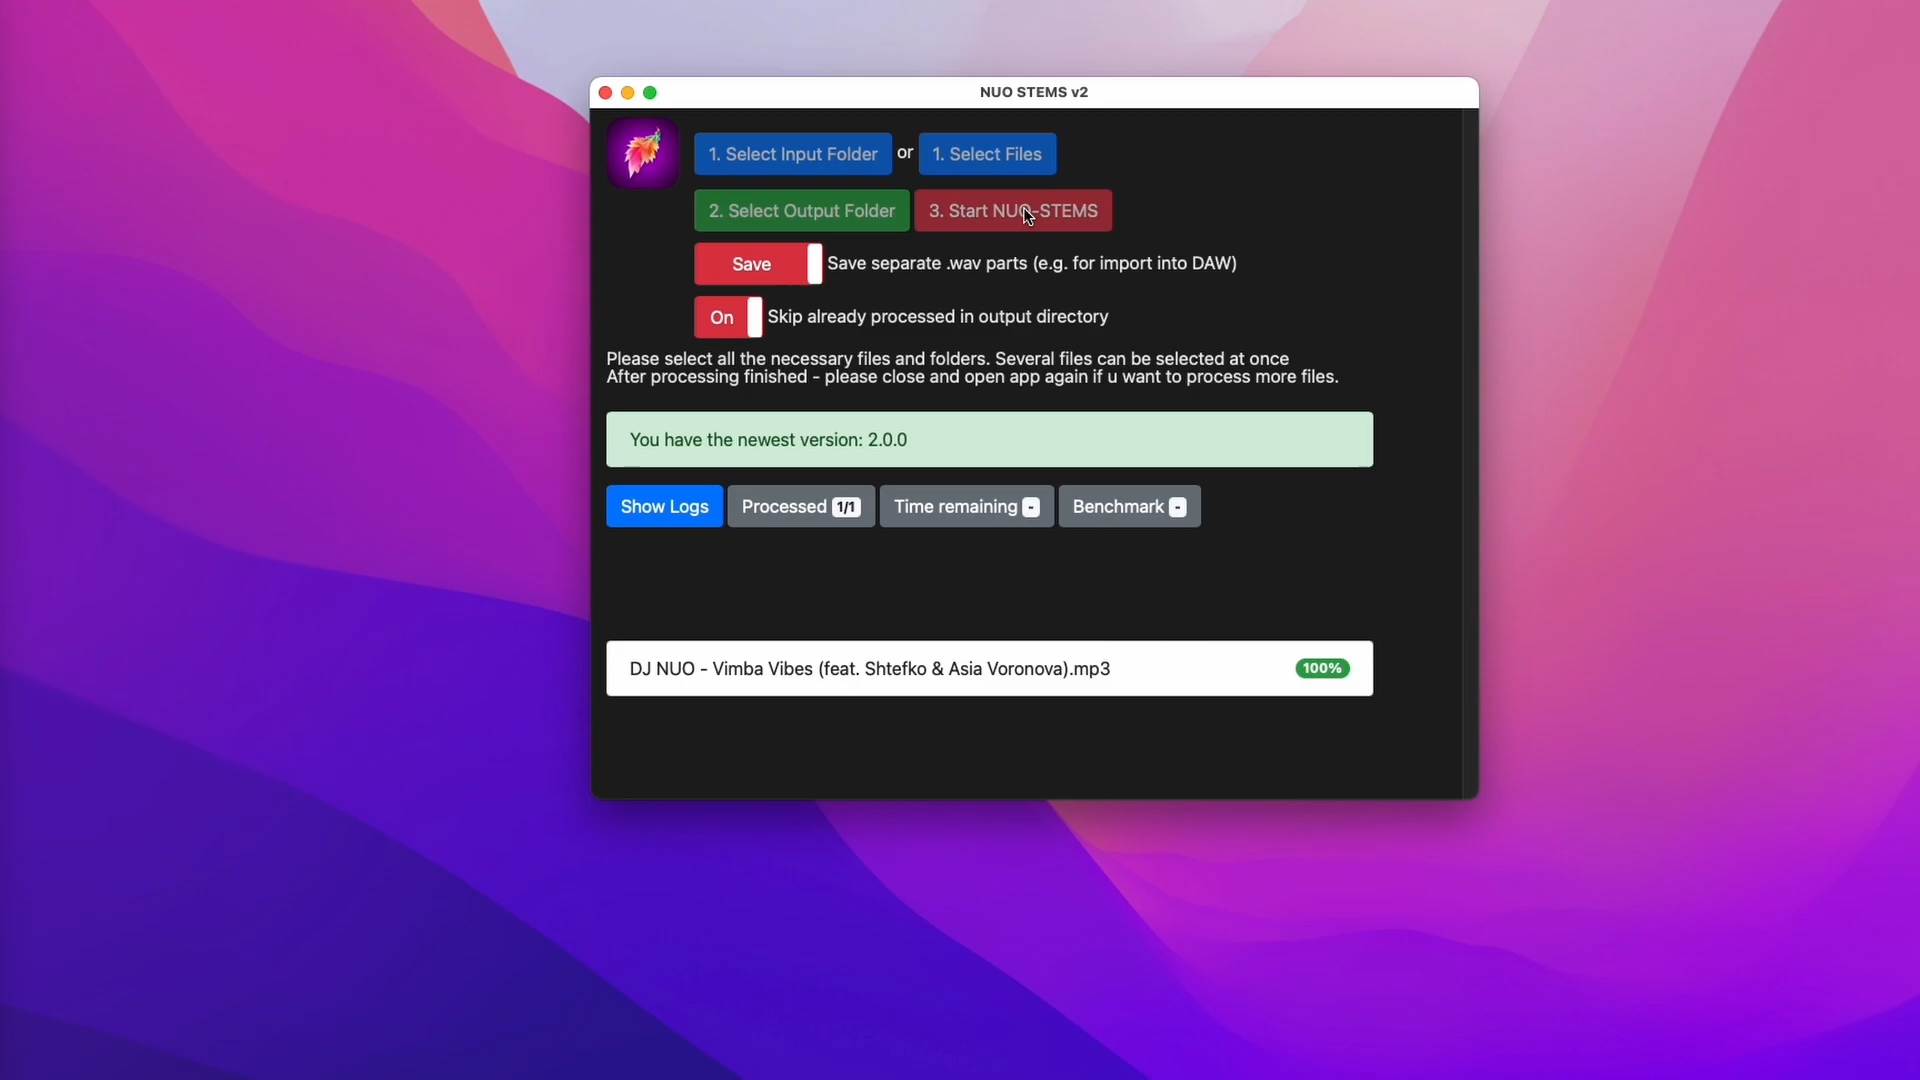 NUO STEMS v2
1. Select Input Folder or 1. Select Files
2. Select Output Folder 3. Start NUO-STEMS
Save Save separate .wav parts (e.g. for import into DAW)
On Skip already processed in output directory
Please select all the necessary files and folders. Several files can be selected at once
After processing finished - please close and open app again if u want to process more files.
You have the newest version: 2.0.0
Show Logs Processed 1/1 Time remaining - Benchmark -
DJ NUO - Vimba Vibes (feat. Shtefko & Asia Voronova).mp3 100%